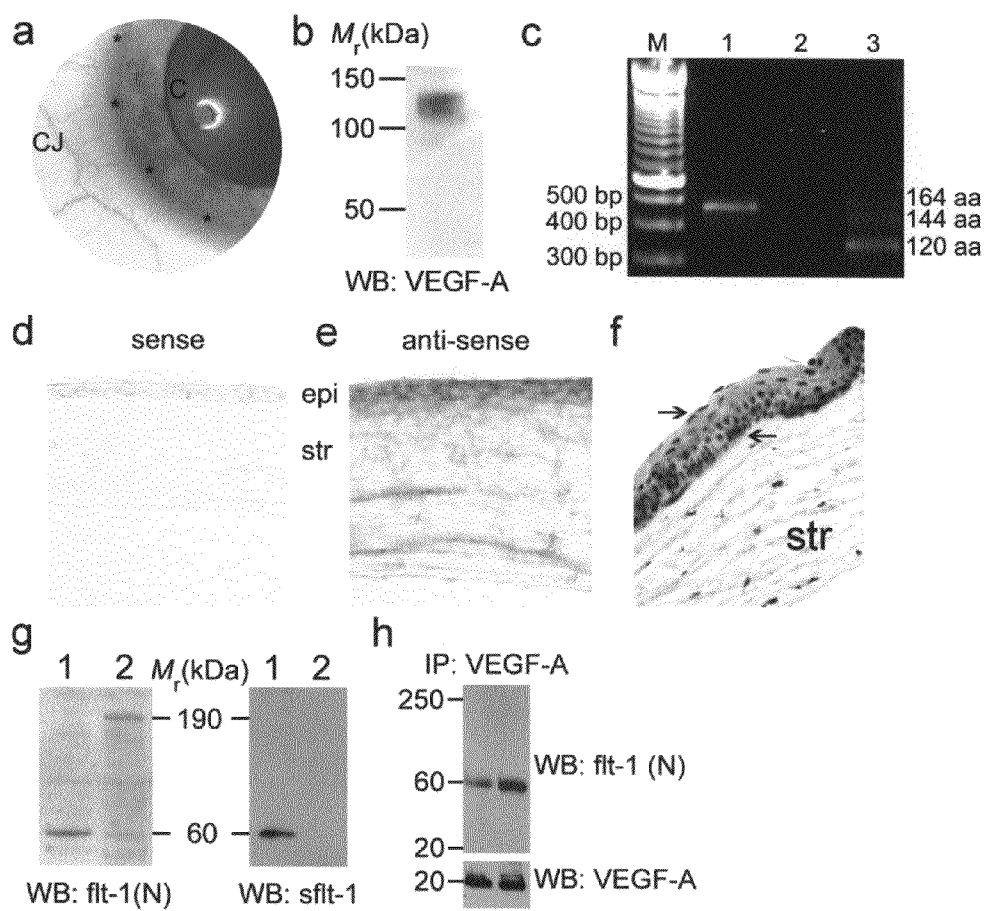 a
C
CJ
* * * *
b
Mr(kDa)
150
100
50
WB: VEGF-A
c
M 1 2 3
500 bp
400 bp
300 bp
164 aa
144 aa
120 aa
d
sense
e
anti-sense
epi
str
f
str
g
1 2 Mr(kDa) 1 2
190
60
WB: flt-1(N)
WB: sflt-1
h
IP: VEGF-A
250
60
20
WB: flt-1 (N)
20
WB: VEGF-A